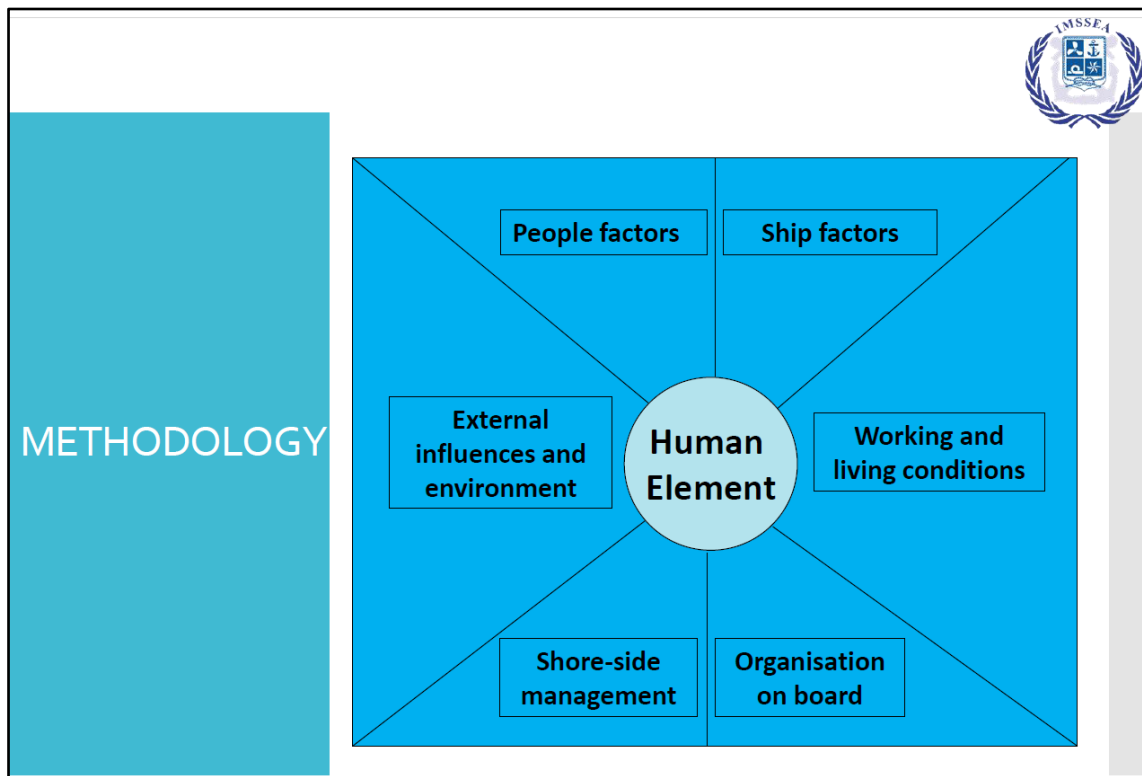 IMSSEA
METHODOLOGY
People factors
Ship factors
External
influences and
environment
Human
Element
Working and
living conditions
Shore-side
management
Organisation
on board